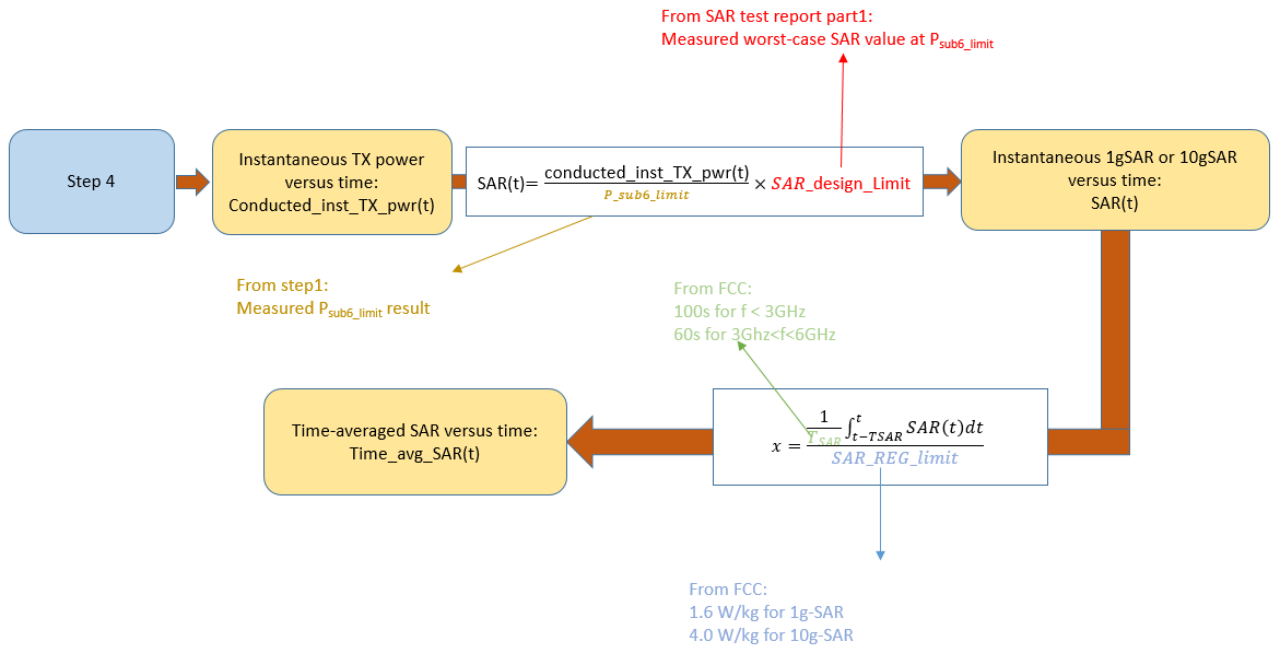 From SAR test report part1:
Measured worst-case SAR value at P_sub6_limit
Step 4
Instantaneous TX power
versus time:
Conducted_inst_TX_pwr(t)
SAR(t)= conducted_inst_TX_pwr(t) / P_sub6_limit × SAR_design_Limit
Instantaneous 1gSAR or 10gSAR
versus time:
SAR(t)
From step1:
Measured P_sub6_limit result
From FCC:
100s for f < 3GHz
60s for 3Ghz<f<6GHz
Time-averaged SAR versus time:
Time_avg_SAR(t)
x = 1/T_SAR ∫_{t−TSAR}^{t} SAR(t)dt / SAR_REG_limit
From FCC:
1.6 W/kg for 1g-SAR
4.0 W/kg for 10g-SAR